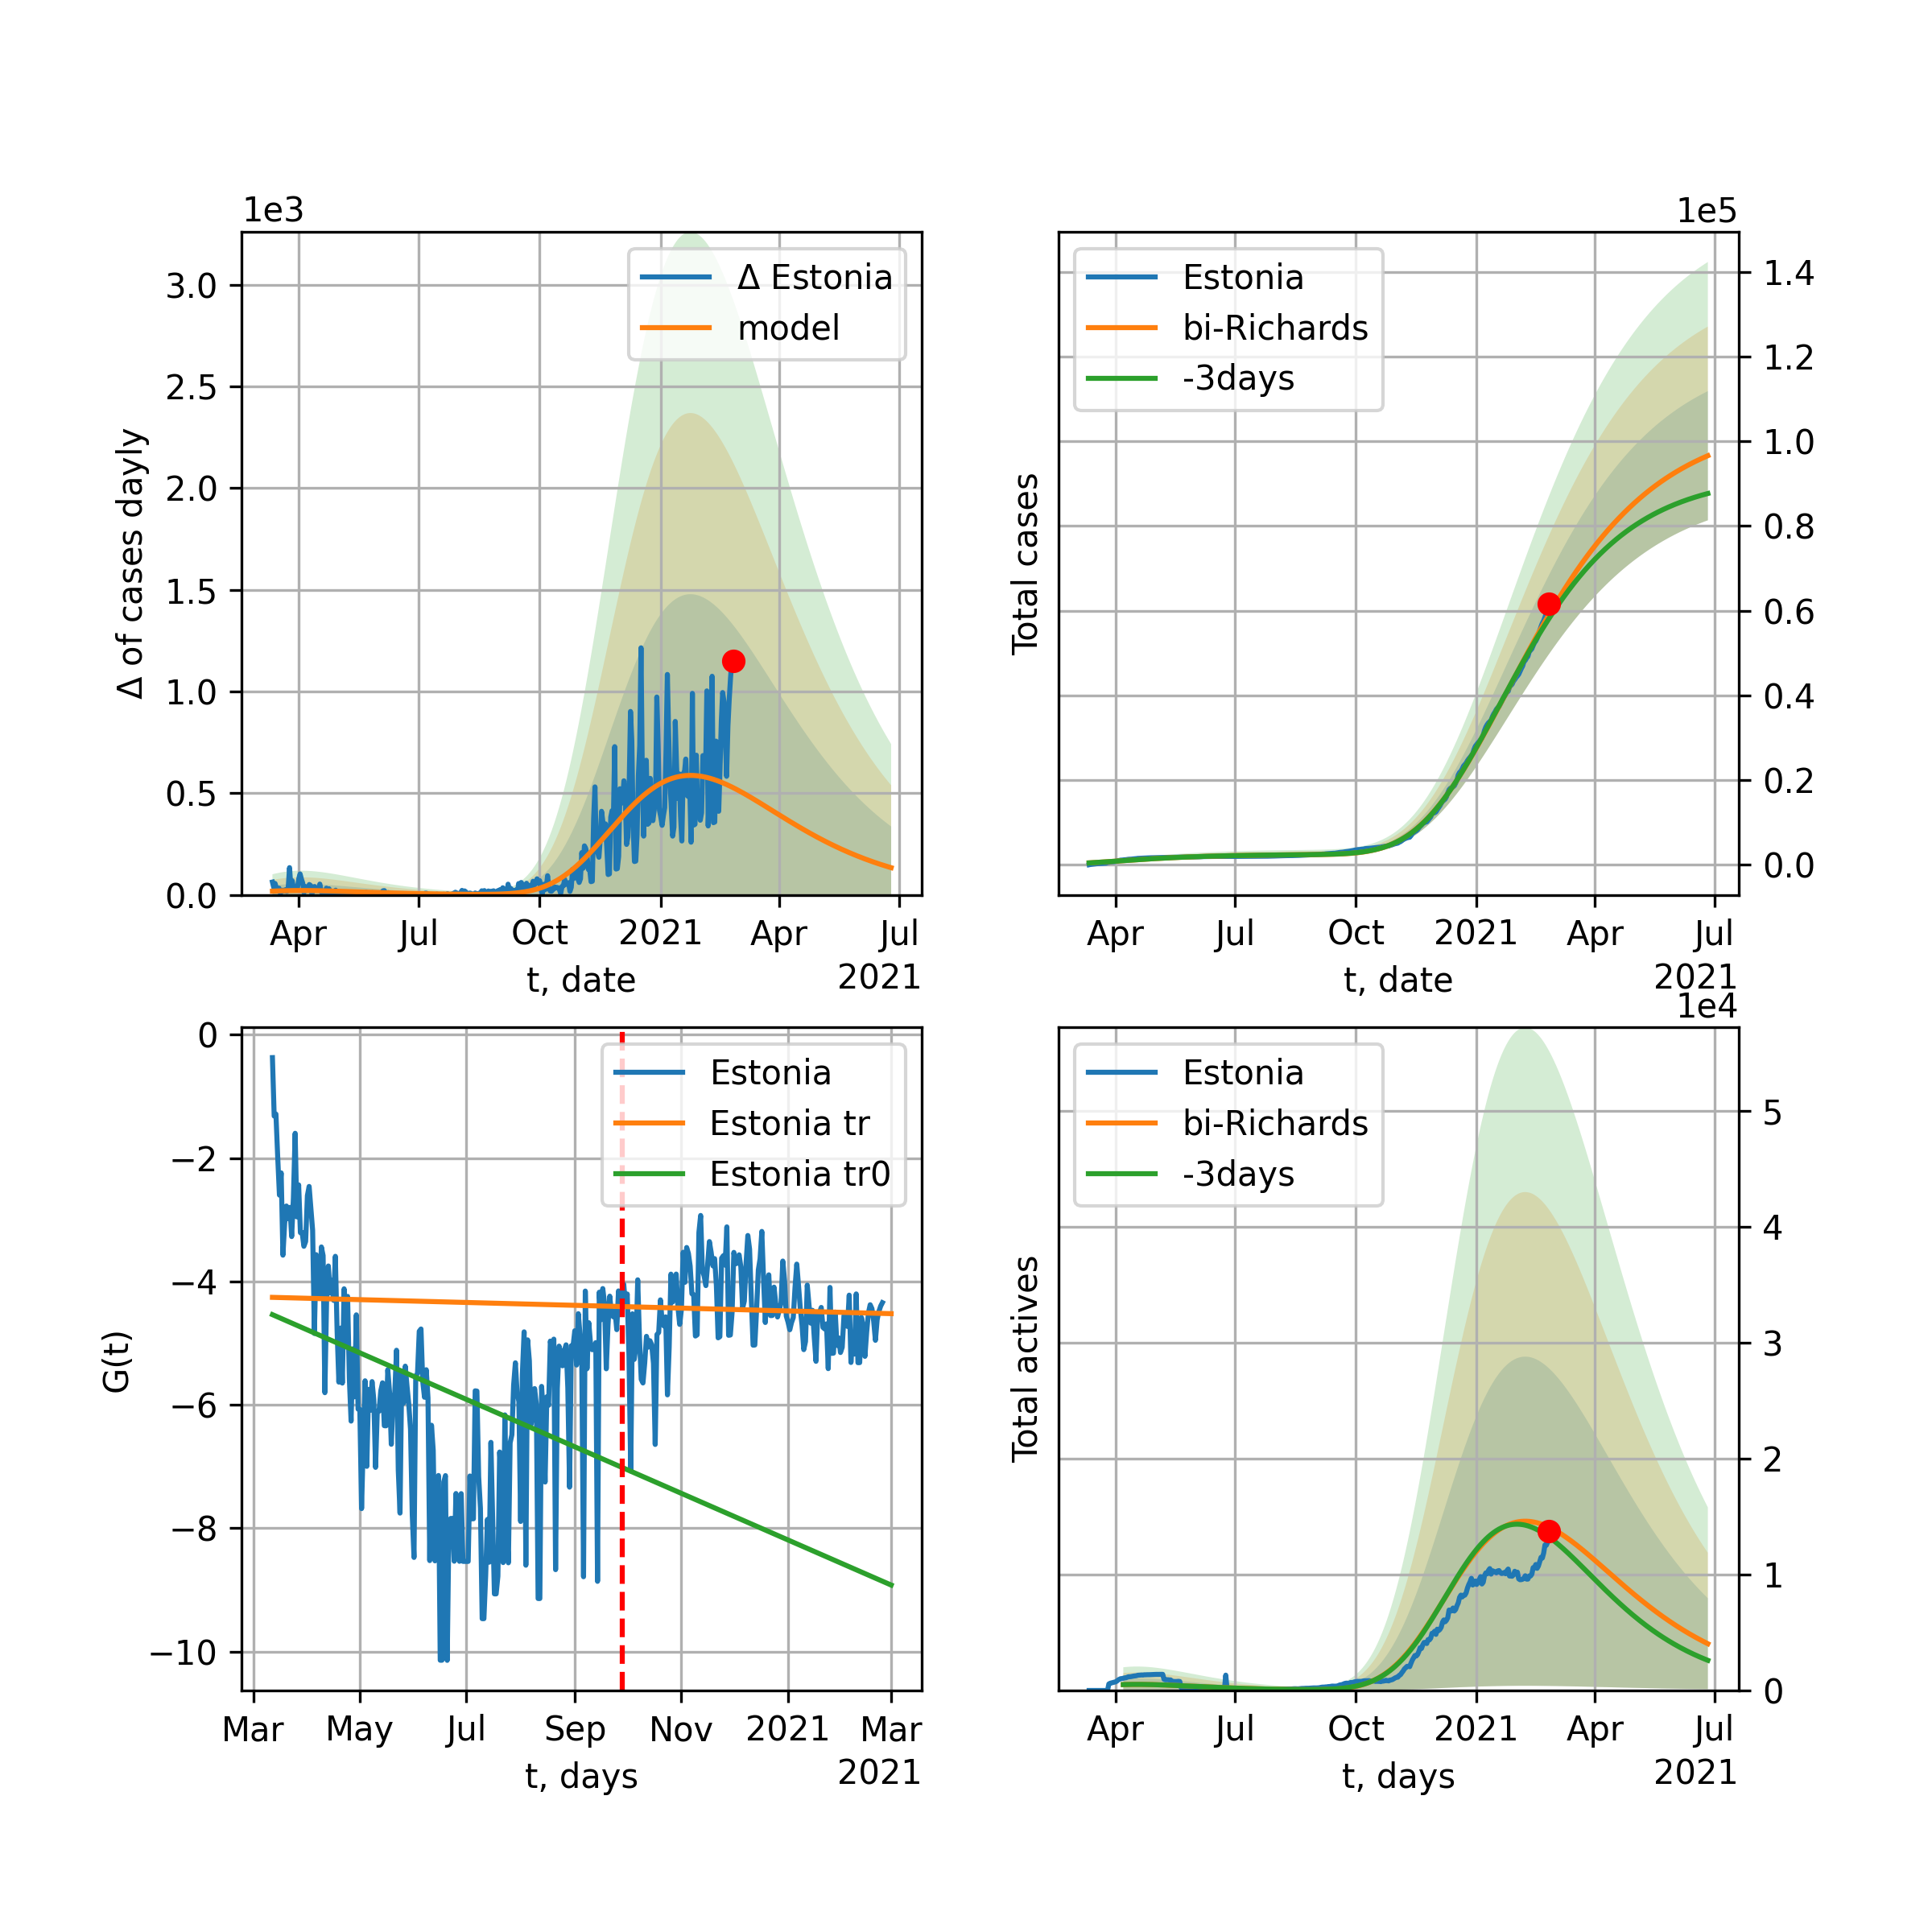 1e3
3.0
2.5
2.0
1.5
1.0
0.5
0.0
Δ of cases dayly
Δ Estonia
model
Apr Jul Oct 2021 Apr Jul
t, date
2021
1e5
Estonia
bi-Richards
-3days
Total cases
1.4
1.2
1.0
0.8
0.6
0.4
0.2
0.0
Apr Jul Oct 2021 Apr Jul
t, date
2021
0
−2
−4
−6
−8
−10
G(t)
Estonia
Estonia tr
Estonia tr0
Mar May Jul Sep Nov 2021 Mar
t, days
2021
1e4
Estonia
bi-Richards
-3days
Total actives
5
4
3
2
1
0
Apr Jul Oct 2021 Apr Jul
t, days
2021